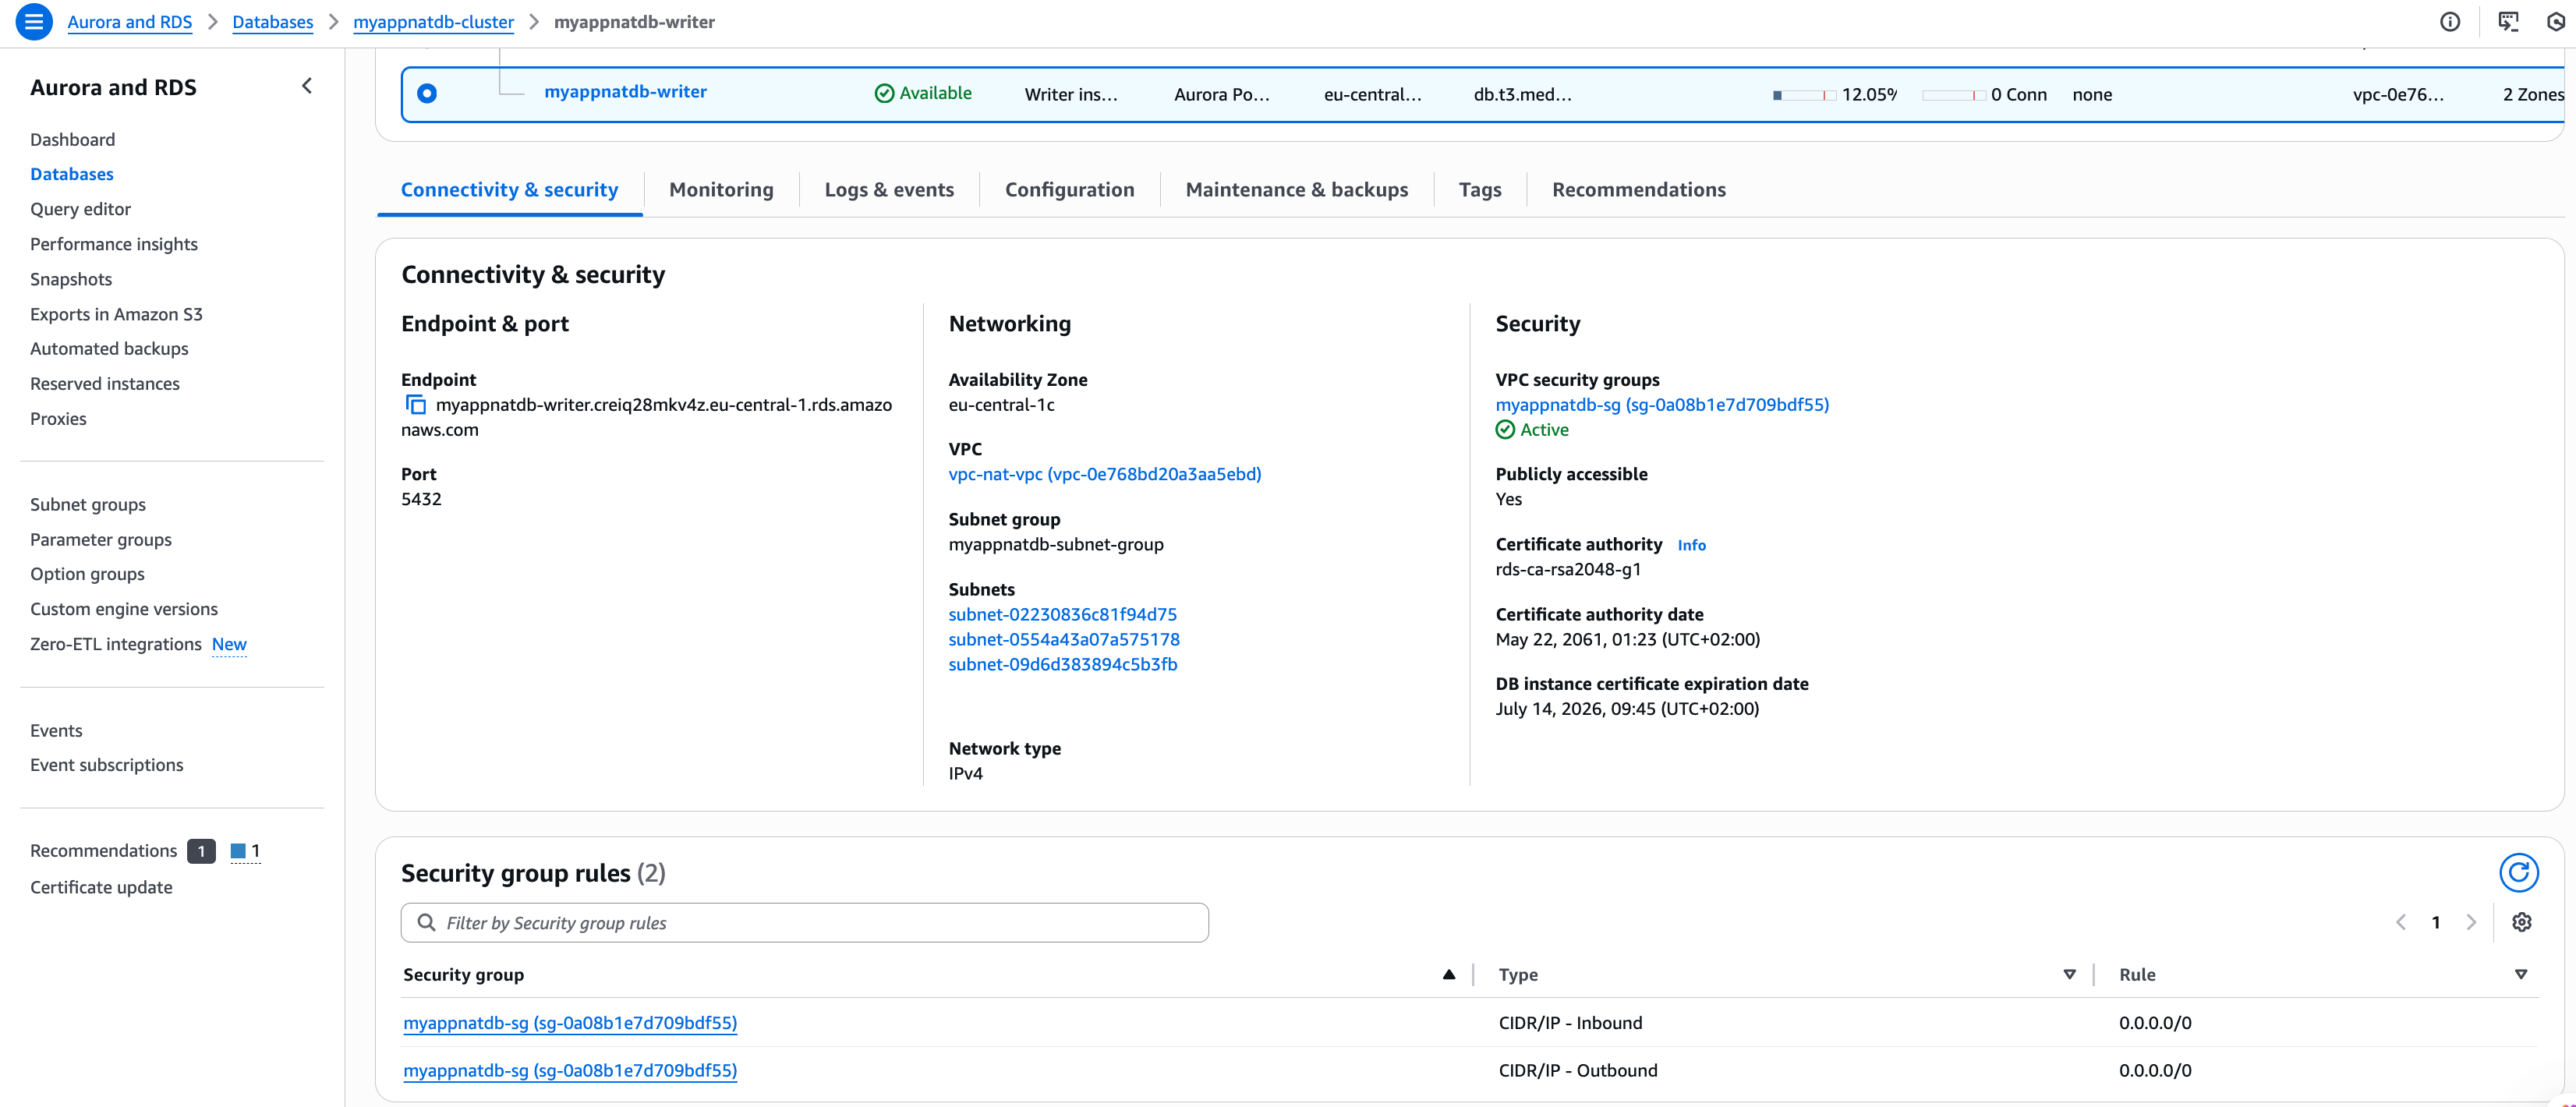 Aurora and RDS > Databases > myappnatdb-cluster > myappnatdb-writer
Aurora and RDS
Dashboard
Databases
Query editor
Performance insights
Snapshots
Exports in Amazon S3
Automated backups
Reserved instances
Proxies
Subnet groups
Parameter groups
Option groups
Custom engine versions
Zero-ETL integrations New
Events
Event subscriptions
Recommendations 1 1
Certificate update
myappnatdb-writer Available Writer ins... Aurora Po... eu-central... db.t3.med... 12.05% 0 Conn none vpc-0e76... 2 Zones
Connectivity & security Monitoring Logs & events Configuration Maintenance & backups Tags Recommendations
Connectivity & security
Endpoint & port
Endpoint
myappnatdb-writer.creiq28mkv4z.eu-central-1.rds.amazo
naws.com
Port
5432
Networking
Availability Zone
eu-central-1c
VPC
vpc-nat-vpc (vpc-0e768bd20a3aa5ebd)
Subnet group
myappnatdb-subnet-group
Subnets
subnet-02230836c81f94d75
subnet-0554a43a07a575178
subnet-09d6d383894c5b3fb
Network type
IPv4
Security
VPC security groups
myappnatdb-sg (sg-0a08b1e7d709bdf55)
Active
Publicly accessible
Yes
Certificate authority Info
rds-ca-rsa2048-g1
Certificate authority date
May 22, 2061, 01:23 (UTC+02:00)
DB instance certificate expiration date
July 14, 2026, 09:45 (UTC+02:00)
Security group rules (2)
Filter by Security group rules
1
Security group Type Rule
myappnatdb-sg (sg-0a08b1e7d709bdf55) CIDR/IP - Inbound 0.0.0.0/0
myappnatdb-sg (sg-0a08b1e7d709bdf55) CIDR/IP - Outbound 0.0.0.0/0